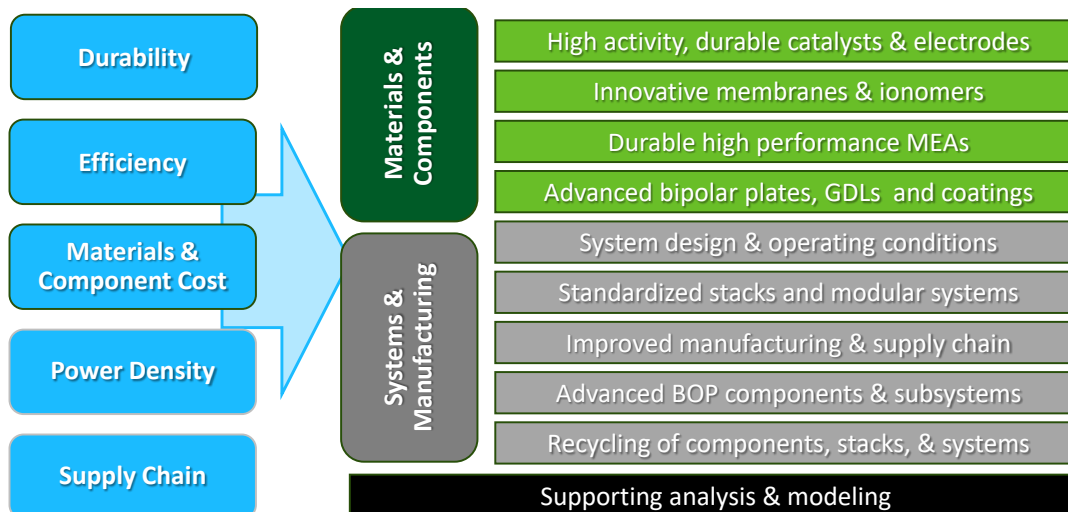 Durability
Efficiency
Materials &
Component Cost
Power Density
Supply Chain
Materials &
Components
High activity, durable catalysts & electrodes
Innovative membranes & ionomers
Durable high performance MEAs
Advanced bipolar plates, GDLs and coatings
Systems &
Manufacturing
System design & operating conditions
Standardized stacks and modular systems
Improved manufacturing & supply chain
Advanced BOP components & subsystems
Recycling of components, stacks, & systems
Supporting analysis & modeling